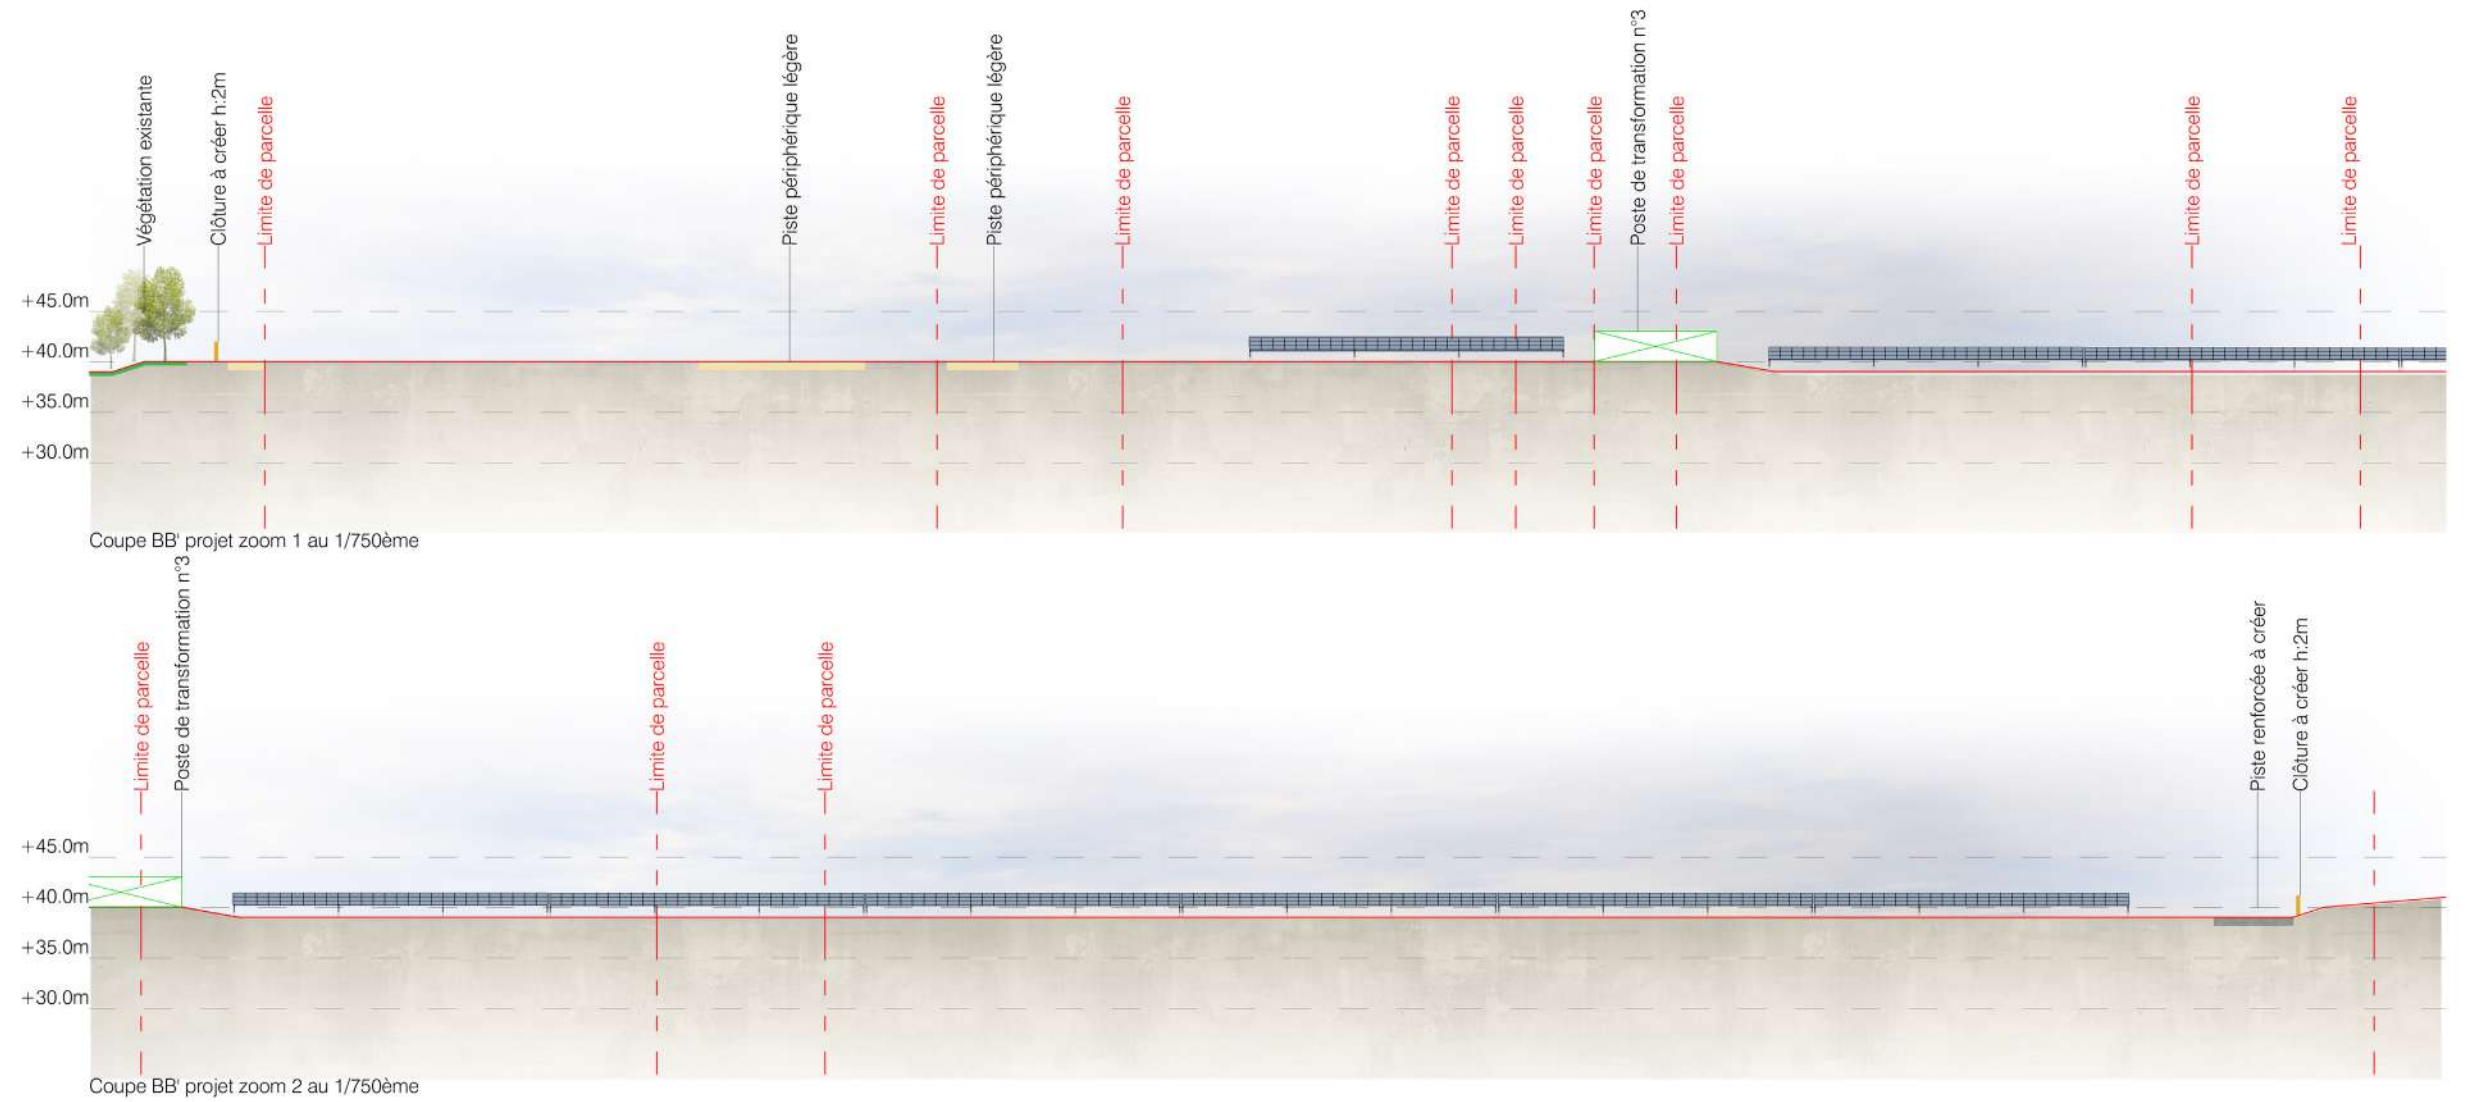 Végétation existante
Clôture à créer h:2m
Limite de parcelle
Piste périphérique légère
Limite de parcelle
Piste périphérique légère
Limite de parcelle
Limite de parcelle
Limite de parcelle
Limite de parcelle
Poste de transformation n°3
Limite de parcelle
Limite de parcelle
Limite de parcelle
+45.0m
+40.0m
+35.0m
+30.0m
Coupe BB' projet zoom 1 au 1/750ème
Limite de parcelle
Poste de transformation n°3
Limite de parcelle
Limite de parcelle
Piste renforcée à créer
Clôture à créer h:2m
+45.0m
+40.0m
+35.0m
+30.0m
Coupe BB' projet zoom 2 au 1/750ème